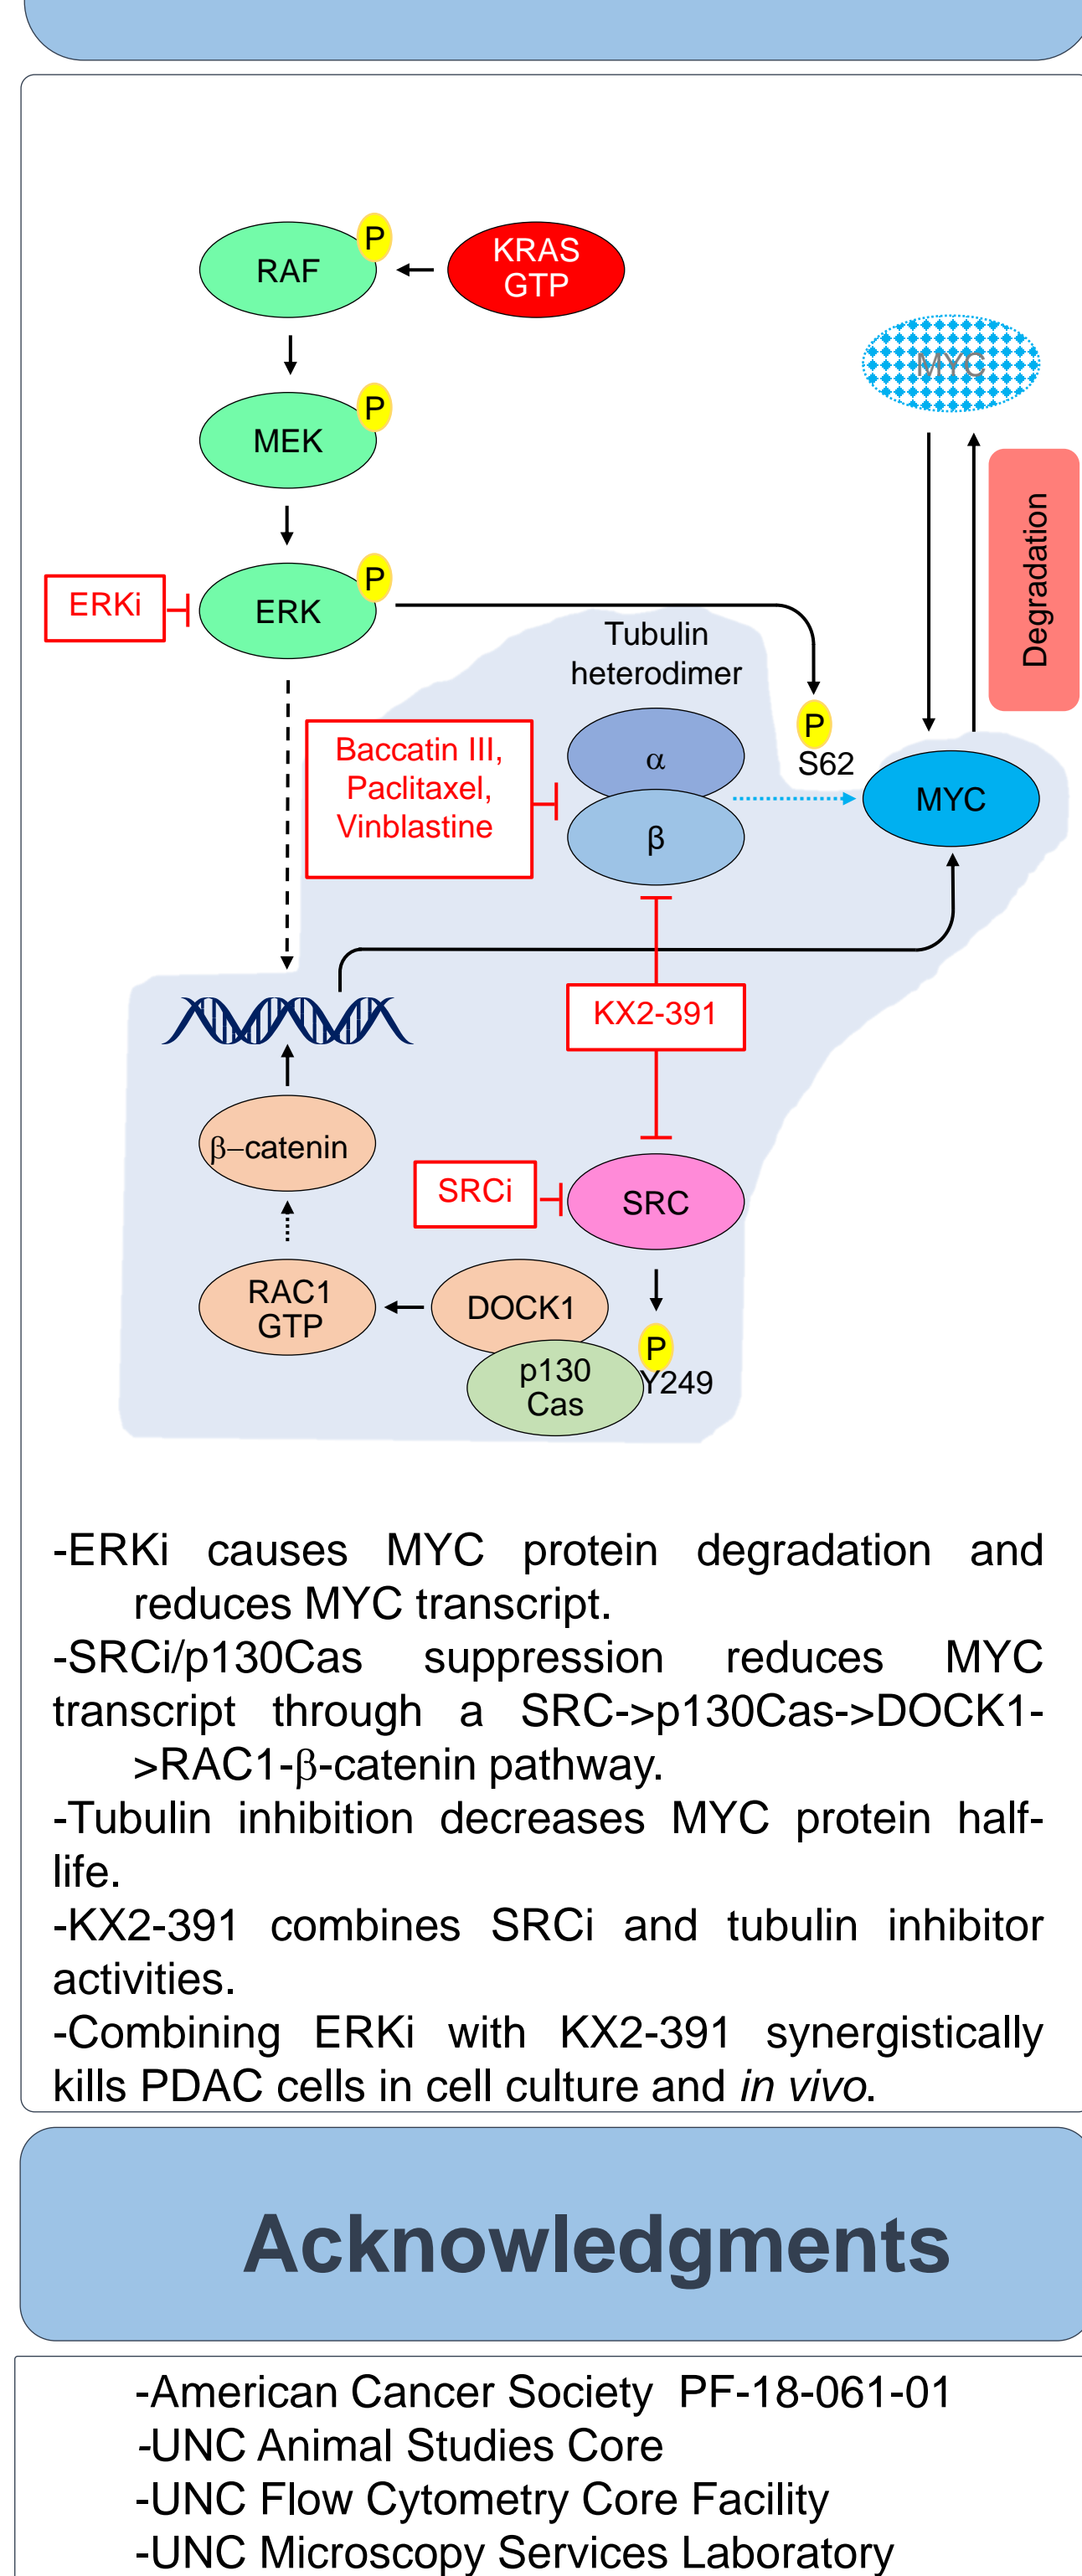 P
KRAS
GTP
RAF
MYC
P
MEK
Degradation
P
ERKi
ERK
Tubulin
heterodimer
P
S62
Baccatin III,
Paclitaxel,
Vinblastine
α
β
MYC
KX2-391
β–catenin
SRCi
SRC
RAC1
GTP
DOCK1
P
Y249
p130
Cas
-ERKi causes MYC protein degradation and
reduces MYC transcript.
-SRCi/p130Cas suppression reduces MYC
transcript through a SRC->p130Cas->DOCK1-
>RAC1-β-catenin pathway.
-Tubulin inhibition decreases MYC protein half-
life.
-KX2-391 combines SRCi and tubulin inhibitor
activities.
-Combining ERKi with KX2-391 synergistically
kills PDAC cells in cell culture and in vivo.
Acknowledgments
-American Cancer Society PF-18-061-01
-UNC Animal Studies Core
-UNC Flow Cytometry Core Facility
-UNC Microscopy Services Laboratory